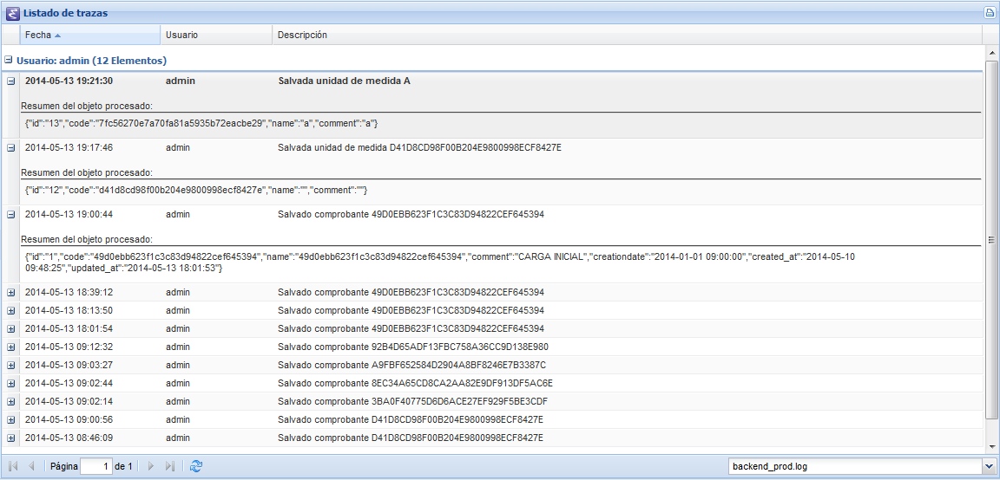 Listado de trazas
Fecha Usuario Descripción
Usuario: admin (12 Elementos)
2014-05-13 19:21:30 admin Salvada unidad de medida A
Resumen del objeto procesado:
{"id":"13","code":"7fc56270e7a70fa81a5935b72eacbe29","name":"a","comment":"a"}
2014-05-13 19:17:46 admin Salvada unidad de medida D41D8CD98F00B204E9800998ECF8427E
Resumen del objeto procesado:
{"id":"12","code":"d41d8cd98f00b204e9800998ecf8427e","name":"","comment":""}
2014-05-13 19:00:44 admin Salvado comprobante 49D0EBB623F1C3C83D94822CEF645394
Resumen del objeto procesado:
{"id":"1","code":"49d0ebb623f1c3c83d94822cef645394","name":"49d0ebb623f1c3c83d94822cef645394","comment":"CARGA INICIAL","creationdate":"2014-01-01 09:00:00","created_at":"2014-05-10
09:48:25","updated_at":"2014-05-13 18:01:53"}
2014-05-13 18:39:12 admin Salvado comprobante 49D0EBB623F1C3C83D94822CEF645394
2014-05-13 18:13:50 admin Salvado comprobante 49D0EBB623F1C3C83D94822CEF645394
2014-05-13 18:01:54 admin Salvado comprobante 49D0EBB623F1C3C83D94822CEF645394
2014-05-13 09:12:32 admin Salvado comprobante 92B4D65ADF13FBC758A36CC9D138E980
2014-05-13 09:03:27 admin Salvado comprobante A9FBF652584D2904A8BF8246E7B3387C
2014-05-13 09:02:44 admin Salvado comprobante 8EC34A65CD8CA2AA82E9DF913DF5AC6E
2014-05-13 09:02:14 admin Salvado comprobante 3BA0F40775D6D6ACE27EF929F5BE3CDF
2014-05-13 09:00:56 admin Salvado comprobante D41D8CD98F00B204E9800998ECF8427E
2014-05-13 08:46:09 admin Salvado comprobante D41D8CD98F00B204E9800998ECF8427E
Página 1 de 1 backend_prod.log